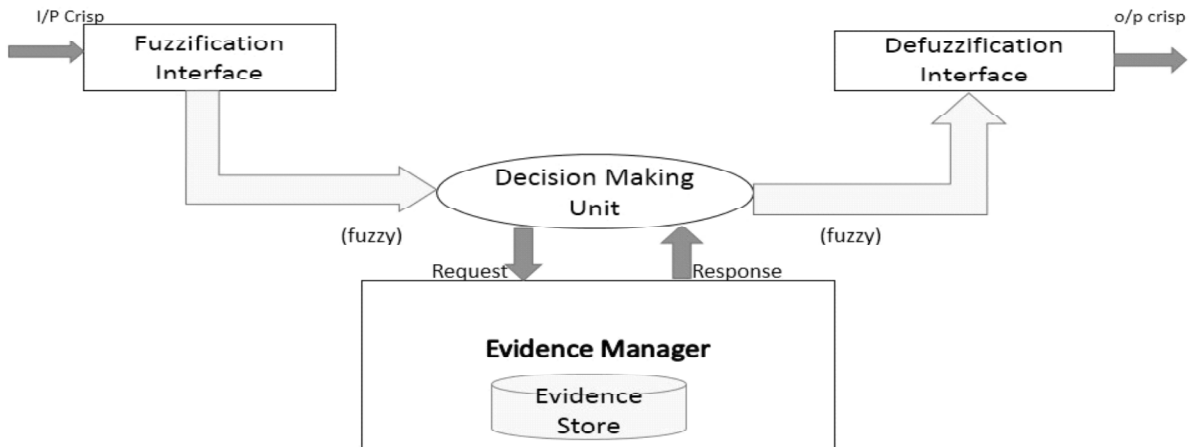 I/P Crisp
o/p crisp
Fuzzification
Interface
Defuzzification
Interface
Decision Making
Unit
(fuzzy)
(fuzzy)
Request
Response
Evidence Manager
Evidence
Store